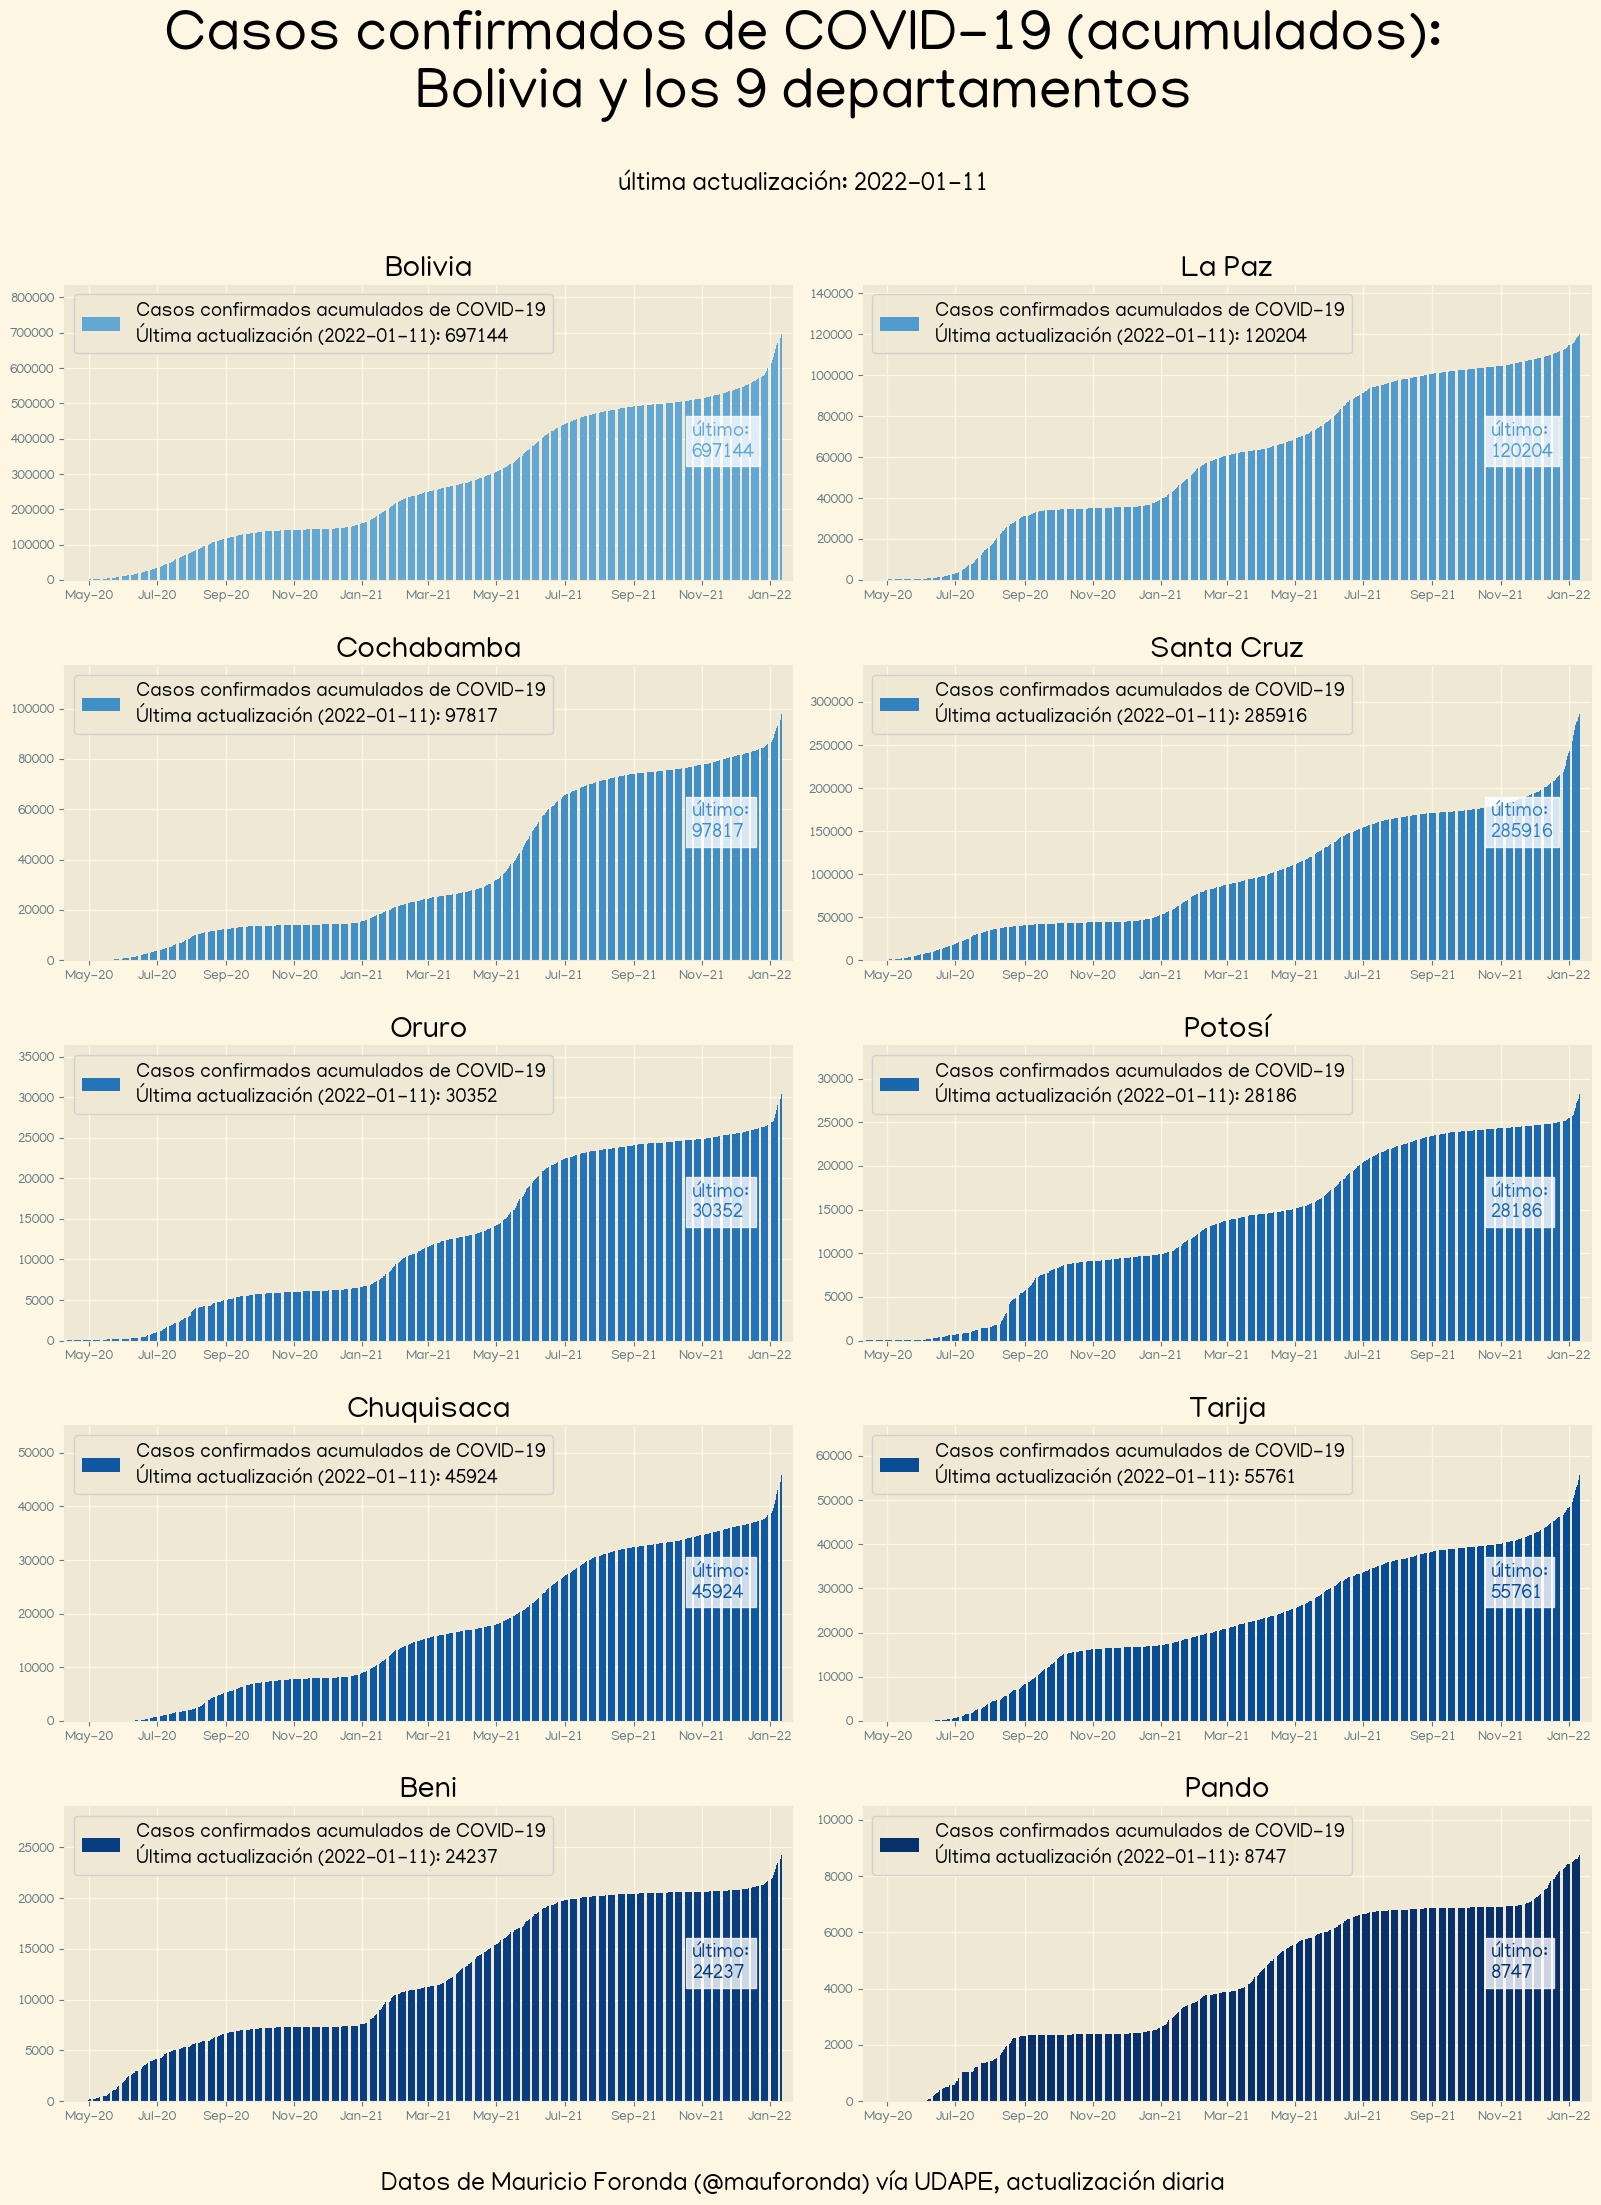 Casos confirmados de COVID-19 (acumulados):
Bolivia y los 9 departamentos
última actualización: 2022-01-11
Bolivia
800000
700000
600000
500000
400000
300000
200000
100000
0
Casos confirmados acumulados de COVID-19
Última actualización (2022-01-11): 697144
último:
697144
May-20 Jul-20 Sep-20 Nov-20 Jan-21 Mar-21 May-21 Jul-21 Sep-21 Nov-21 Jan-22
La Paz
140000
120000
100000
80000
60000
40000
20000
0
Casos confirmados acumulados de COVID-19
Última actualización (2022-01-11): 120204
último:
120204
May-20 Jul-20 Sep-20 Nov-20 Jan-21 Mar-21 May-21 Jul-21 Sep-21 Nov-21 Jan-22
Cochabamba
100000
80000
60000
40000
20000
0
Casos confirmados acumulados de COVID-19
Última actualización (2022-01-11): 97817
último:
97817
May-20 Jul-20 Sep-20 Nov-20 Jan-21 Mar-21 May-21 Jul-21 Sep-21 Nov-21 Jan-22
Santa Cruz
300000
250000
200000
150000
100000
50000
0
Casos confirmados acumulados de COVID-19
Última actualización (2022-01-11): 285916
último:
285916
May-20 Jul-20 Sep-20 Nov-20 Jan-21 Mar-21 May-21 Jul-21 Sep-21 Nov-21 Jan-22
Oruro
35000
30000
25000
20000
15000
10000
5000
0
Casos confirmados acumulados de COVID-19
Última actualización (2022-01-11): 30352
último:
30352
May-20 Jul-20 Sep-20 Nov-20 Jan-21 Mar-21 May-21 Jul-21 Sep-21 Nov-21 Jan-22
Potosí
30000
25000
20000
15000
10000
5000
0
Casos confirmados acumulados de COVID-19
Última actualización (2022-01-11): 28186
último:
28186
May-20 Jul-20 Sep-20 Nov-20 Jan-21 Mar-21 May-21 Jul-21 Sep-21 Nov-21 Jan-22
Chuquisaca
50000
40000
30000
20000
10000
0
Casos confirmados acumulados de COVID-19
Última actualización (2022-01-11): 45924
último:
45924
May-20 Jul-20 Sep-20 Nov-20 Jan-21 Mar-21 May-21 Jul-21 Sep-21 Nov-21 Jan-22
Tarija
60000
50000
40000
30000
20000
10000
0
Casos confirmados acumulados de COVID-19
Última actualización (2022-01-11): 55761
último:
55761
May-20 Jul-20 Sep-20 Nov-20 Jan-21 Mar-21 May-21 Jul-21 Sep-21 Nov-21 Jan-22
Beni
25000
20000
15000
10000
5000
0
Casos confirmados acumulados de COVID-19
Última actualización (2022-01-11): 24237
último:
24237
May-20 Jul-20 Sep-20 Nov-20 Jan-21 Mar-21 May-21 Jul-21 Sep-21 Nov-21 Jan-22
Pando
10000
8000
6000
4000
2000
0
Casos confirmados acumulados de COVID-19
Última actualización (2022-01-11): 8747
último:
8747
May-20 Jul-20 Sep-20 Nov-20 Jan-21 Mar-21 May-21 Jul-21 Sep-21 Nov-21 Jan-22
Datos de Mauricio Foronda (@mauforonda) vía UDAPE, actualización diaria